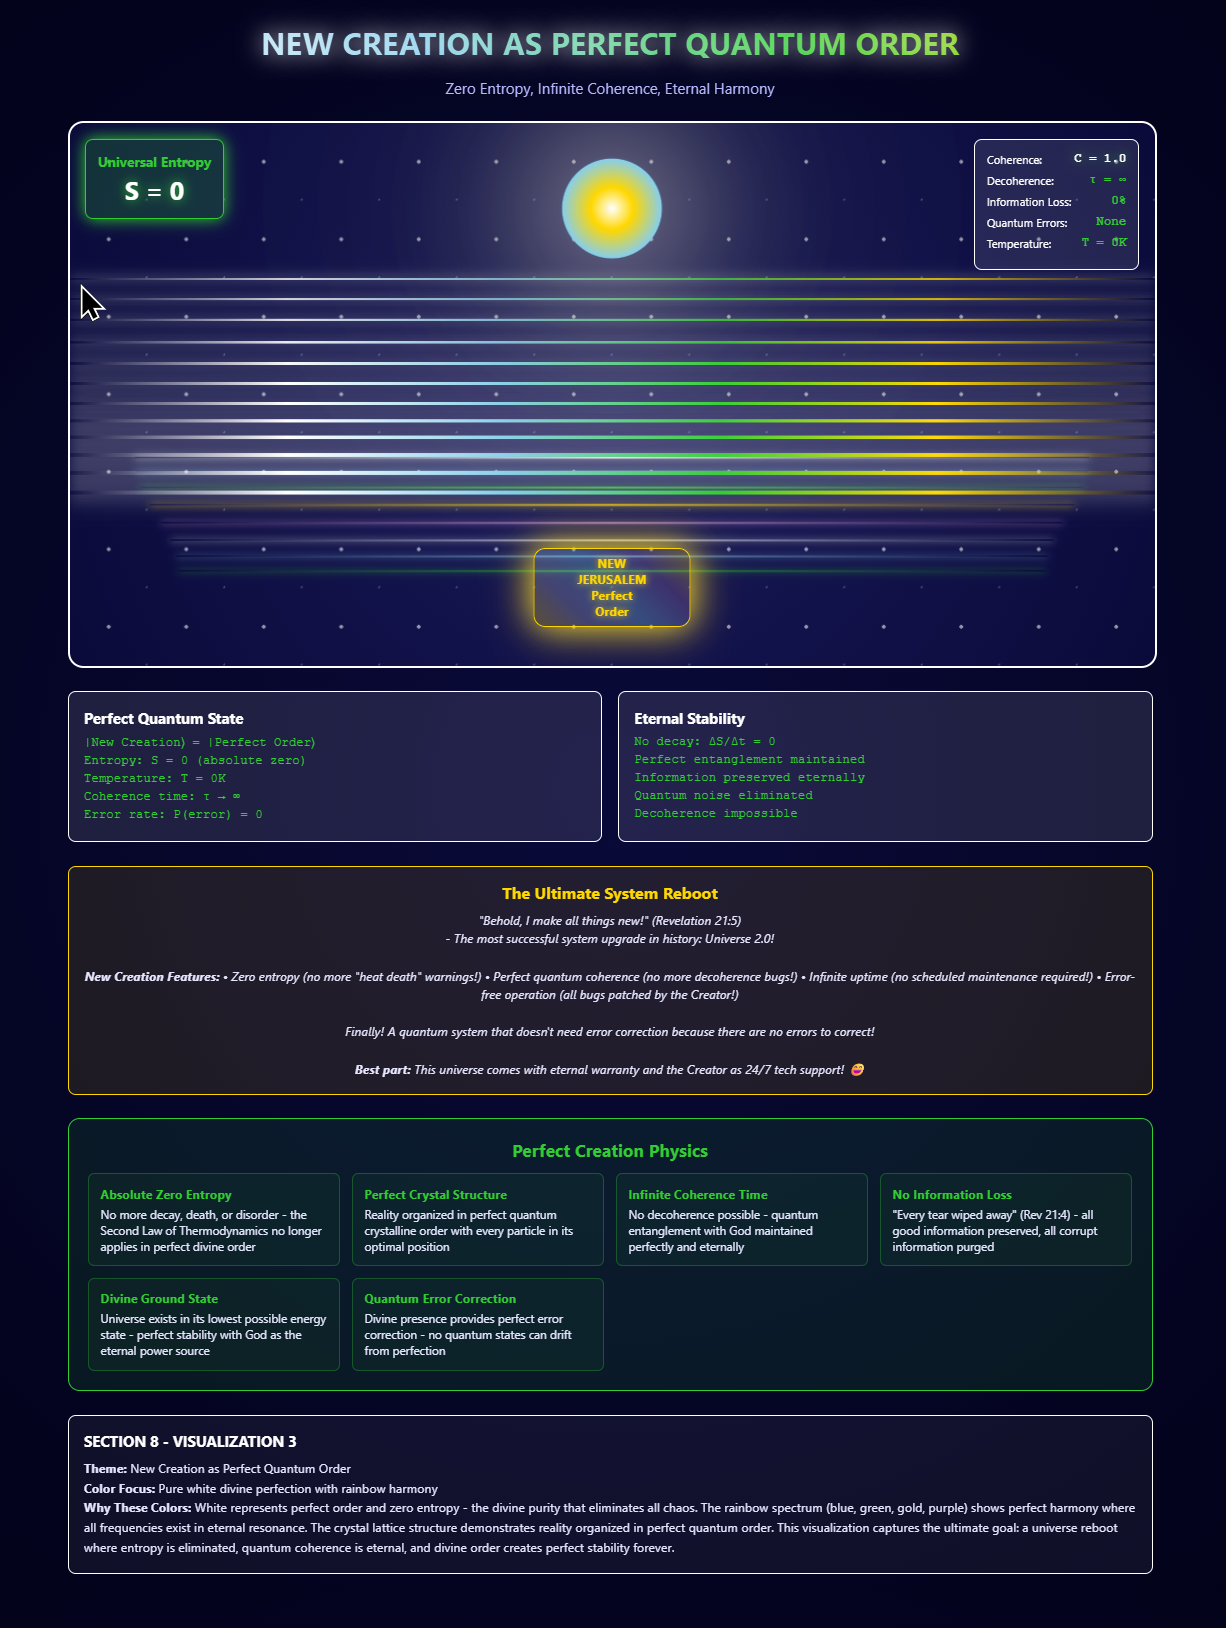 NEW CREATION AS PERFECT QUANTUM ORDER
Zero Entropy, Infinite Coherence, Eternal Harmony
Universal Entropy
S = 0
Coherence: C = 1.0
Decoherence: τ = ∞
Information Loss: 0%
Quantum Errors: None
Temperature: T = 0K
NEW
JERUSALEM
Perfect
Order
Perfect Quantum State
|New Creation⟩ = |Perfect Order⟩
Entropy: S = 0 (absolute zero)
Temperature: T = 0K
Coherence time: τ → ∞
Error rate: P(error) = 0
Eternal Stability
No decay: ΔS/Δt = 0
Perfect entanglement maintained
Information preserved eternally
Quantum noise eliminated
Decoherence impossible
The Ultimate System Reboot
"Behold, I make all things new!" (Revelation 21:5)
- The most successful system upgrade in history: Universe 2.0!
New Creation Features: • Zero entropy (no more "heat death" warnings!) • Perfect quantum coherence (no more decoherence bugs!) • Infinite uptime (no scheduled maintenance required!) • Error-
free operation (all bugs patched by the Creator!)
Finally! A quantum system that doesn't need error correction because there are no errors to correct!
Best part: This universe comes with eternal warranty and the Creator as 24/7 tech support! 😄
Perfect Creation Physics
Absolute Zero Entropy
No more decay, death, or disorder - the
Second Law of Thermodynamics no longer
applies in perfect divine order
Perfect Crystal Structure
Reality organized in perfect quantum
crystalline order with every particle in its
optimal position
Infinite Coherence Time
No decoherence possible - quantum
entanglement with God maintained
perfectly and eternally
No Information Loss
"Every tear wiped away" (Rev 21:4) - all
good information preserved, all corrupt
information purged
Divine Ground State
Universe exists in its lowest possible energy
state - perfect stability with God as the
eternal power source
Quantum Error Correction
Divine presence provides perfect error
correction - no quantum states can drift
from perfection
SECTION 8 - VISUALIZATION 3
Theme: New Creation as Perfect Quantum Order
Color Focus: Pure white divine perfection with rainbow harmony
Why These Colors: White represents perfect order and zero entropy - the divine purity that eliminates all chaos. The rainbow spectrum (blue, green, gold, purple) shows perfect harmony where
all frequencies exist in eternal resonance. The crystal lattice structure demonstrates reality organized in perfect quantum order. This visualization captures the ultimate goal: a universe reboot
where entropy is eliminated, quantum coherence is eternal, and divine order creates perfect stability forever.